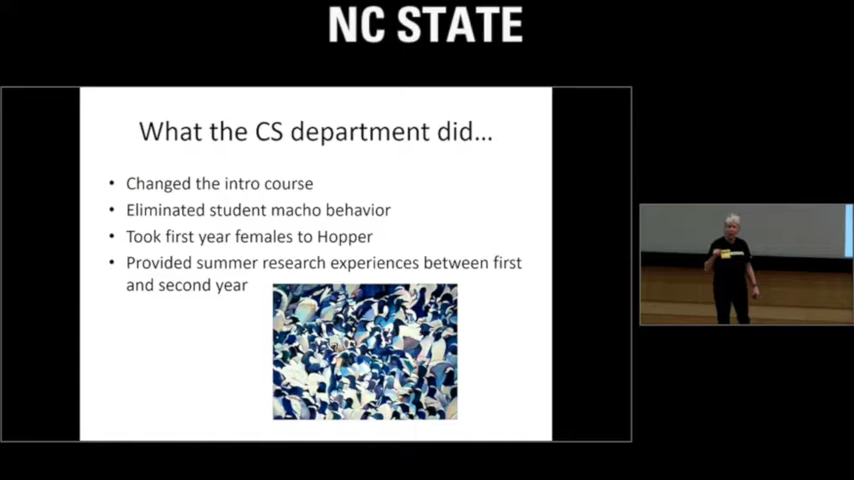 NC STATE
What the CS department did...
• Changed the intro course
• Eliminated student macho behavior
• Took first year females to Hopper
• Provided summer research experiences between first
and second year